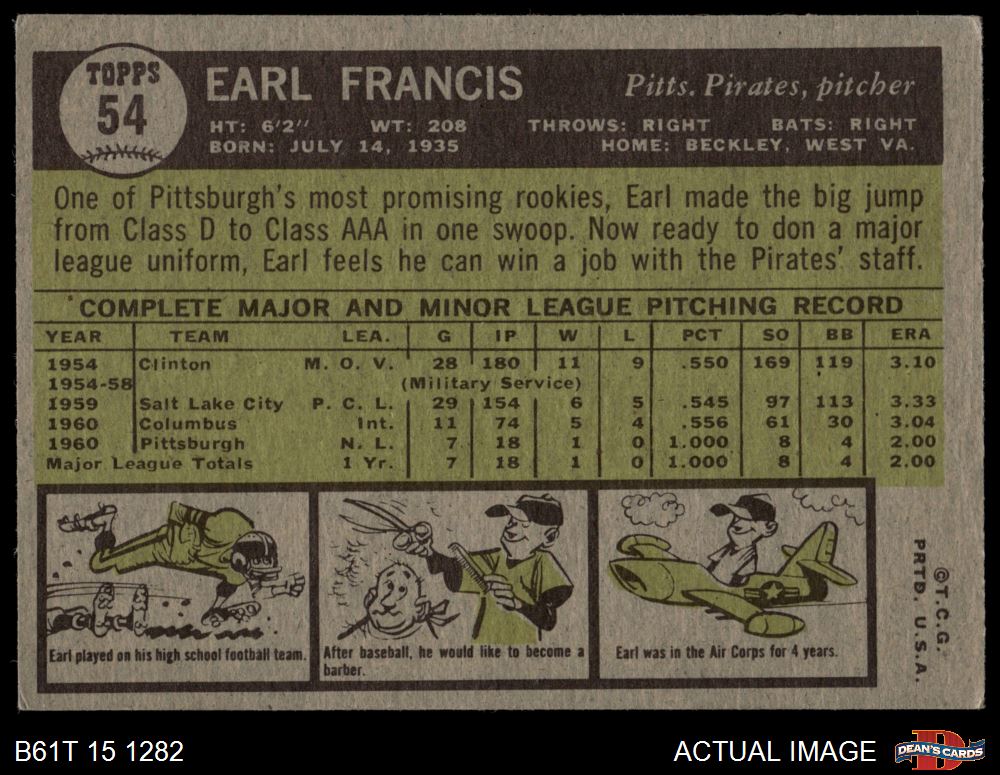 TOPPS
54
EARL FRANCIS
Pitts. Pirates, pitcher
HT: 6'2" WT: 208 THROWS: RIGHT BATS: RIGHT
BORN: JULY 14, 1935 HOME: BECKLEY, WEST VA.
One of Pittsburgh's most promising rookies, Earl made the big jump
from Class D to Class AAA in one swoop. Now ready to don a major
league uniform, Earl feels he can win a job with the Pirates' staff.
COMPLETE MAJOR AND MINOR LEAGUE PITCHING RECORD
YEAR TEAM LEA. G IP W L PCT SO BB ERA
1954 Clinton M. O. V. 28 180 11 9 .550 169 119 3.10
1954-58 (Military Service)
1959 Salt Lake City P. C. L. 29 154 6 5 .545 97 113 3.33
1960 Columbus Int. 11 74 5 4 .556 61 30 3.04
1960 Pittsburgh N. L. 7 18 1 0 1.000 8 4 2.00
Major League Totals 1 Yr. 7 18 1 0 1.000 8 4 2.00
Earl played on his high school football team.
After baseball, he would like to become a
barber.
Earl was in the Air Corps for 4 years.
©T.C.G.
PRTD. U.S.A.
B61T 15 1282
ACTUAL IMAGE
DEAN'S CARDS